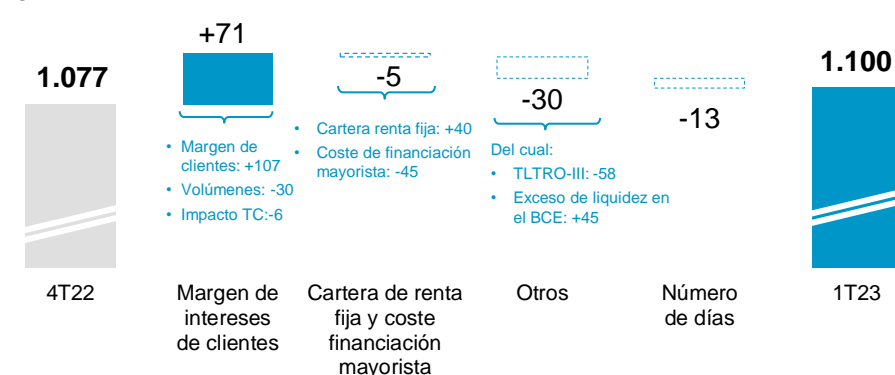 +71
1.077
-5
-30
-13
1.100
• Margen de
clientes: +107
• Volúmenes: -30
• Impacto TC:-6
• Cartera renta fija: +40
• Coste de financiación
mayorista: -45
Del cual:
• TLTRO-III: -58
• Exceso de liquidez en
el BCE: +45
4T22
Margen de
intereses
de clientes
Cartera de renta
fija y coste
financiación
mayorista
Otros
Número
de días
1T23